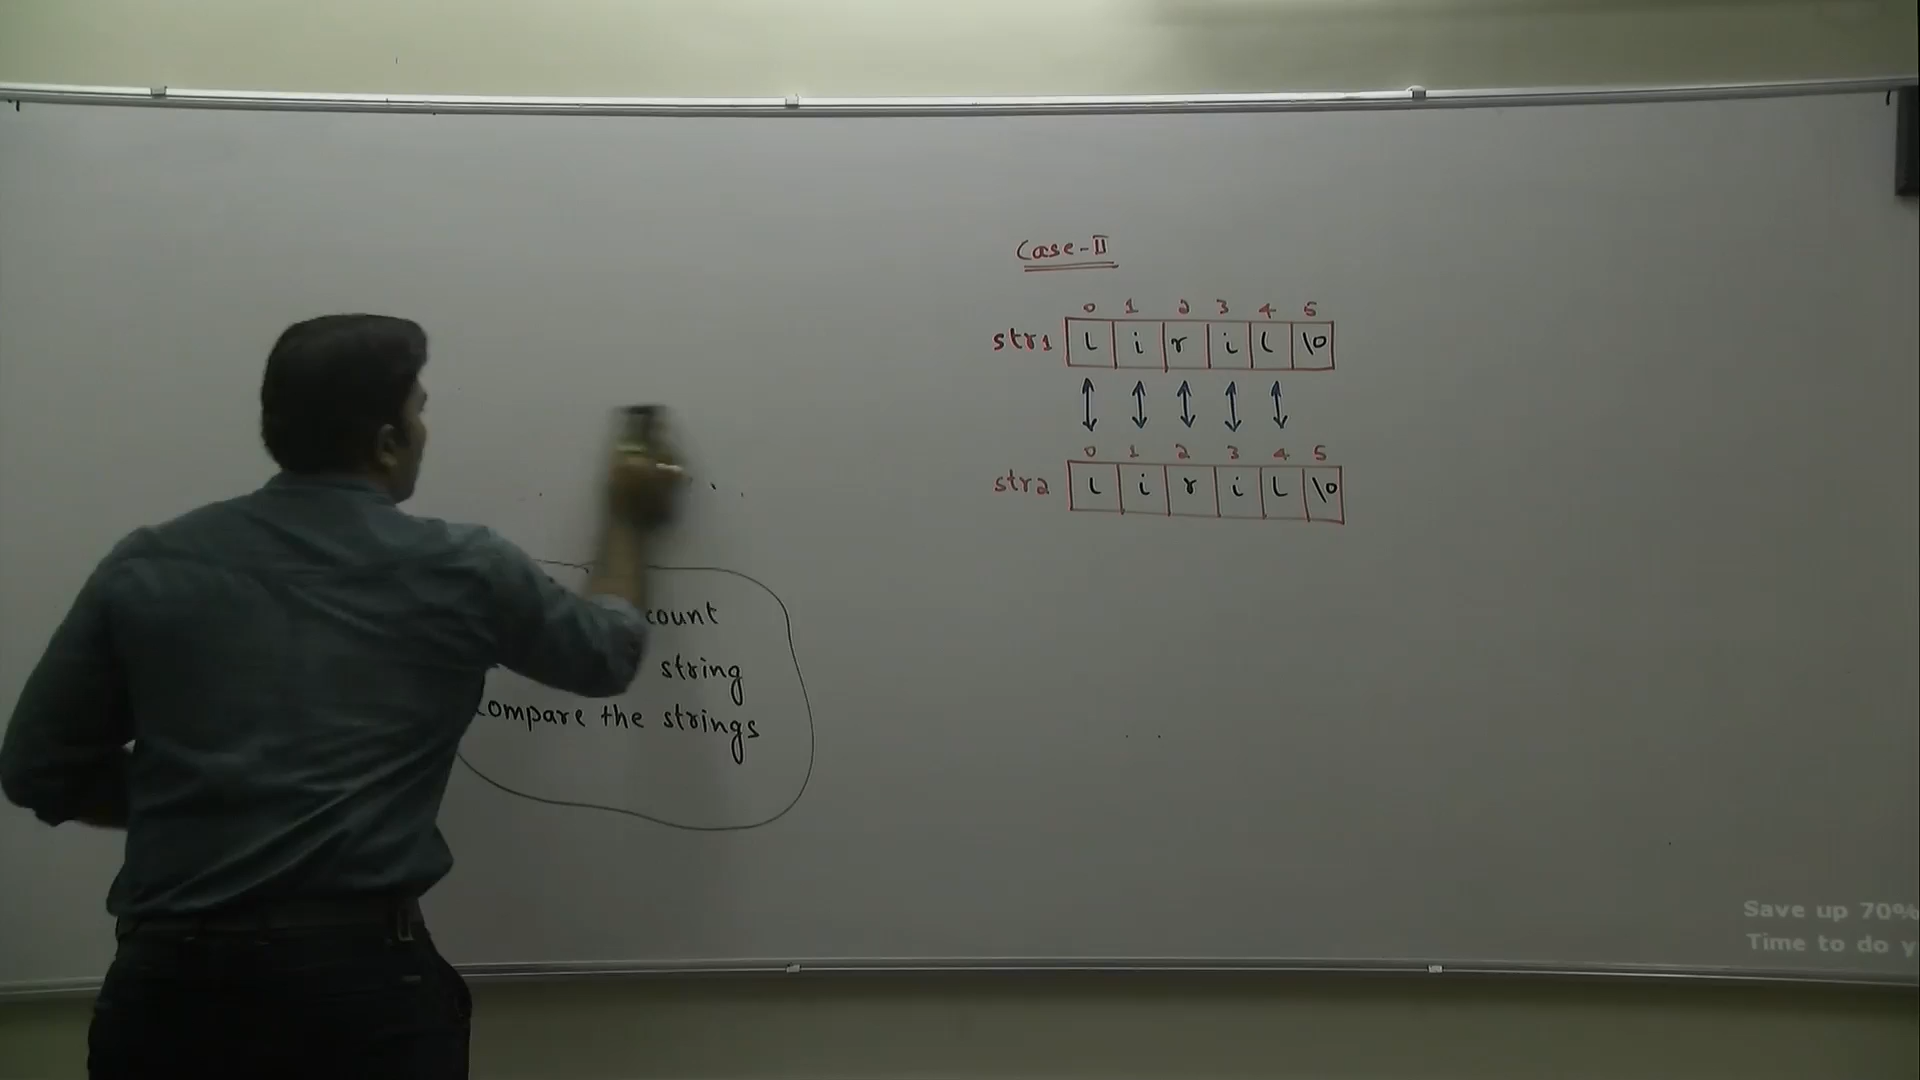 Case-II
0 1 2 3 4 5
str1 l i r i l \0
0 1 2 3 4 5
str2 l i r i l \0
count
string
compare the strings
Save up 70%
Time to do y